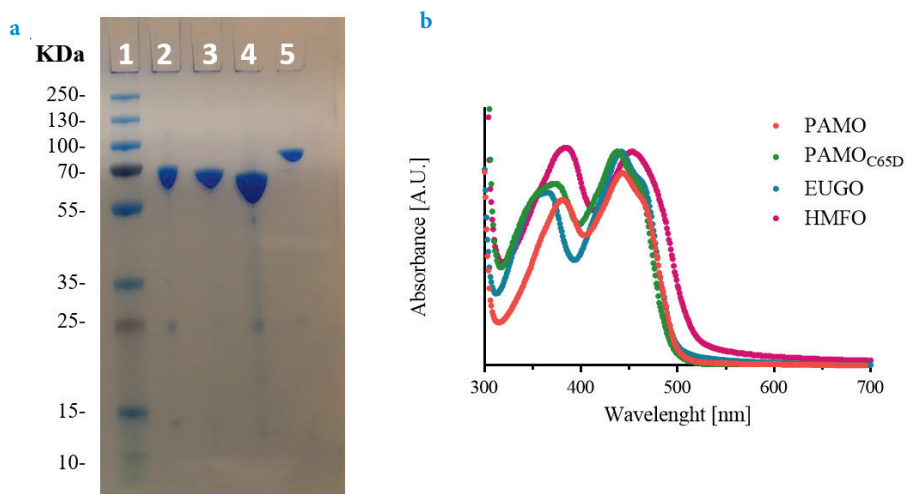 a
KDa
1 2 3 4 5
250-
130-
100-
70-
55-
35-
25-
15-
10-
b
Absorbance [A.U.]
PAMO
PAMOC65D
EUGO
HMFO
300 400 500 600 700
Wavelenght [nm]